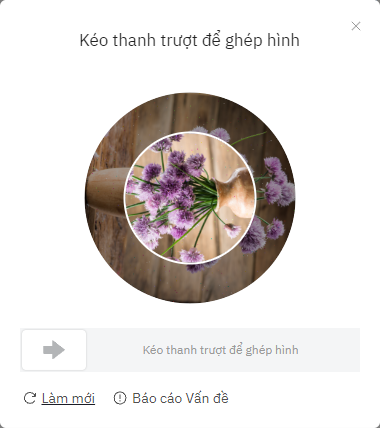 Kéo thanh trượt để ghép hình
Kéo thanh trượt để ghép hình
Làm mới
Báo cáo Vấn đề